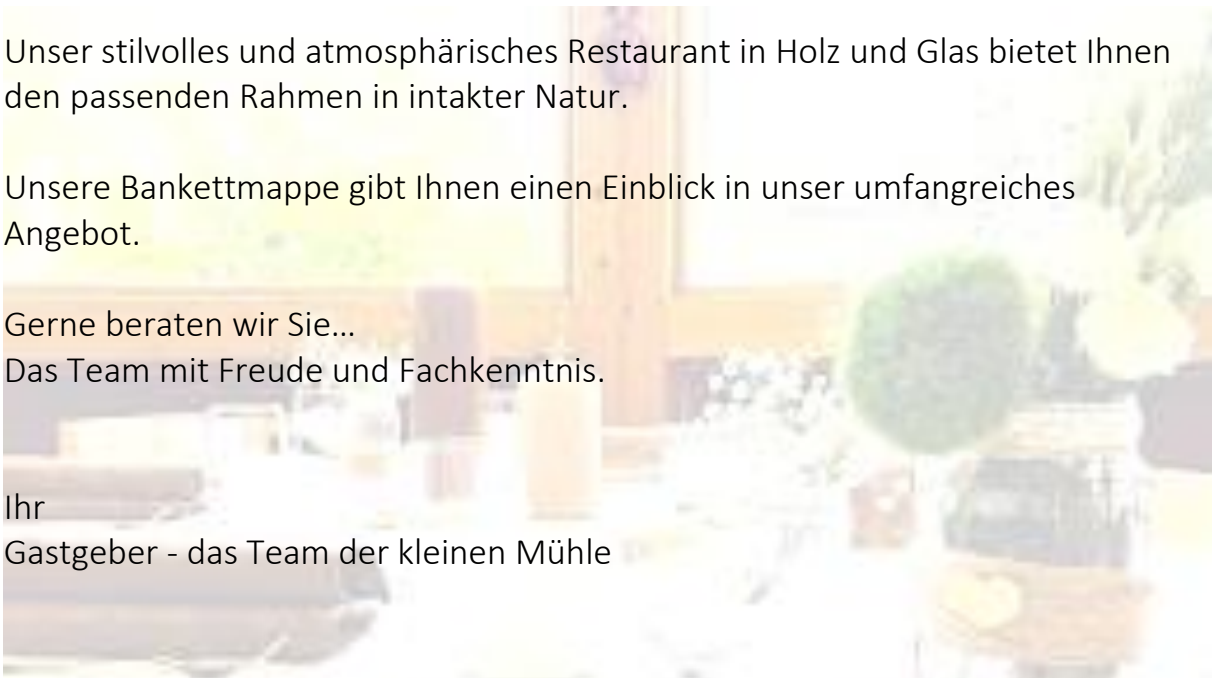 Unser stilvolles und atmosphärisches Restaurant in Holz und Glas bietet Ihnen
den passenden Rahmen in intakter Natur.
Unsere Bankettmappe gibt Ihnen einen Einblick in unser umfangreiches
Angebot.
Gerne beraten wir Sie…
Das Team mit Freude und Fachkenntnis.
Ihr
Gastgeber - das Team der kleinen Mühle